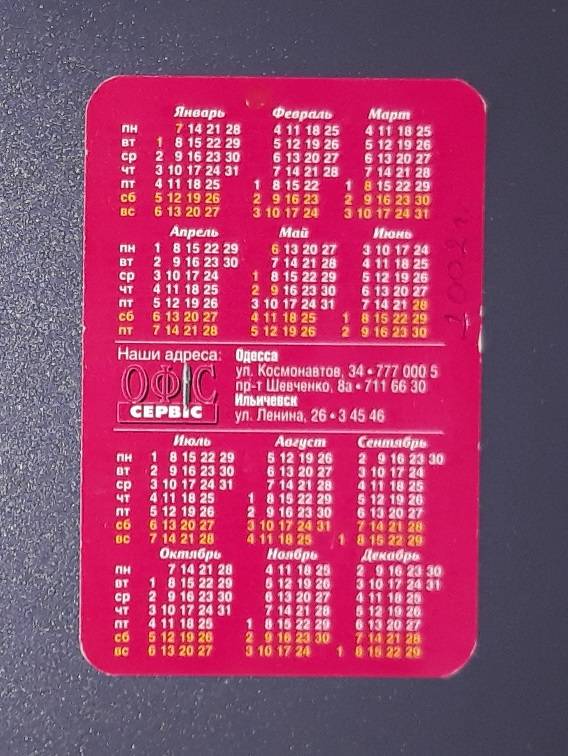 Январь Февраль Март
пн 7 14 21 28 4 11 18 25 4 11 18 25
вт 1 8 15 22 29 5 12 19 26 5 12 19 26
ср 2 9 16 23 30 6 13 20 27 6 13 20 27
чт 3 10 17 24 31 7 14 21 28 7 14 21 28
пт 4 11 18 25 1 8 15 22 1 8 15 22 29
сб 5 12 19 26 2 9 16 23 2 9 16 23 30
вс 6 13 20 27 3 10 17 24 3 10 17 24 31
Апрель Май Июнь
пн 1 8 15 22 29 6 13 20 27 3 10 17 24
вт 2 9 16 23 30 7 14 21 28 4 11 18 25
ср 3 10 17 24 1 8 15 22 29 5 12 19 26
чт 4 11 18 25 2 9 16 23 30 6 13 20 27
пт 5 12 19 26 3 10 17 24 31 7 14 21 28
сб 6 13 20 27 4 11 18 25 1 8 15 22 29
пт 7 14 21 28 5 12 19 26 2 9 16 23 30
2002 г.
Наши адреса:
ОФІС
СЕРВІС
Одесса
ул. Космонавтов, 34 • 777 000 5
пр-т Шевченко, 8а • 711 66 30
Ильичевск
ул. Ленина, 26 • 3 45 46
Июль Август Сентябрь
пн 1 8 15 22 29 5 12 19 26 2 9 16 23 30
вт 2 9 16 23 30 6 13 20 27 3 10 17 24
ср 3 10 17 24 31 7 14 21 28 4 11 18 25
чт 4 11 18 25 1 8 15 22 29 5 12 19 26
пт 5 12 19 26 2 9 16 23 30 6 13 20 27
сб 6 13 20 27 3 10 17 24 31 7 14 21 28
вс 7 14 21 28 4 11 18 25 1 8 15 22 29
Октябрь Ноябрь Декабрь
пн 7 14 21 28 4 11 18 25 2 9 16 23 30
вт 1 8 15 22 29 5 12 19 26 3 10 17 24 31
ср 2 9 16 23 30 6 13 20 27 4 11 18 25
чт 3 10 17 24 31 7 14 21 28 5 12 19 26
пт 4 11 18 25 1 8 15 22 29 6 13 20 27
сб 5 12 19 26 2 9 16 23 30 7 14 21 28
вс 6 13 20 27 3 10 17 24 1 8 15 22 29